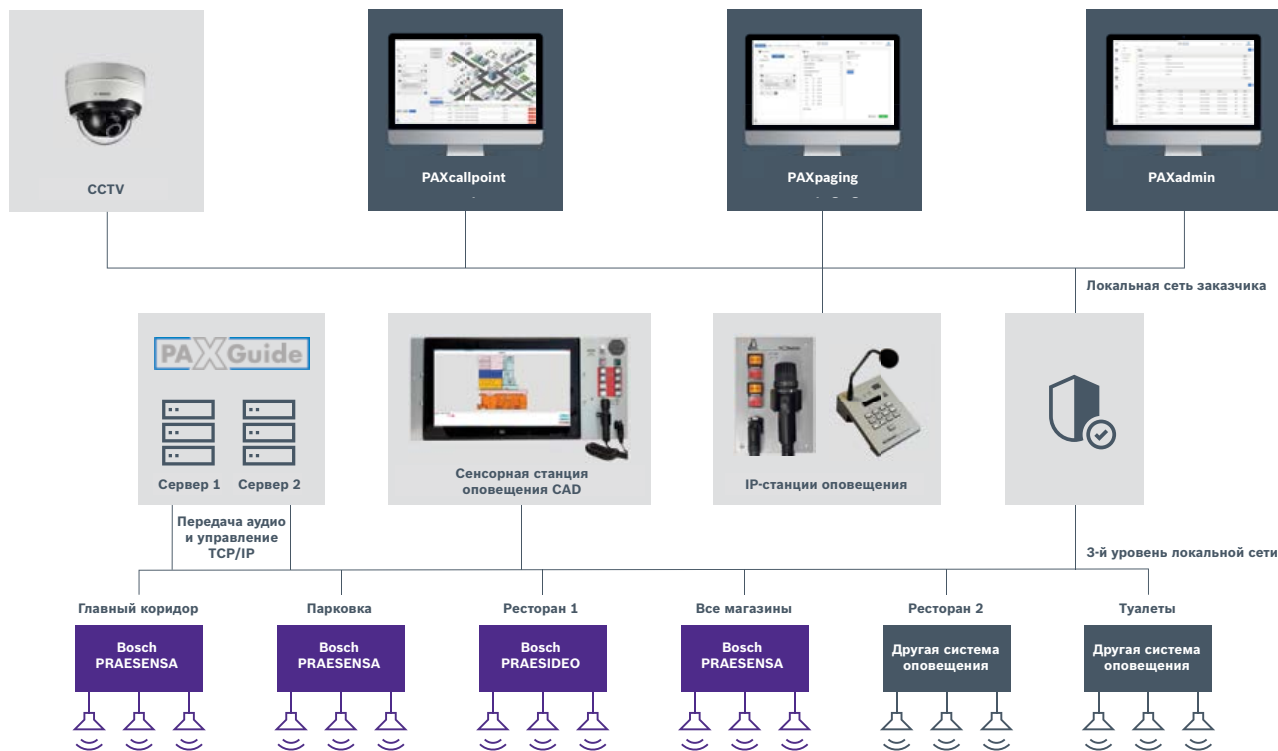 CCTV
PAXcallpoint
PAXpaging
PAXadmin
Локальная сеть заказчика
PAXGuide
Сервер 1
Сервер 2
Сенсорная станция
оповещения CAD
IP-станции оповещения
Передача аудио
и управление
TCP/IP
3-й уровень локальной сети
Главный коридор
Парковка
Ресторан 1
Все магазины
Ресторан 2
Туалеты
Bosch
PRAESENSA
Bosch
PRAESENSA
Bosch
PRAESIDEO
Bosch
PRAESENSA
Другая система
оповещения
Другая система
оповещения